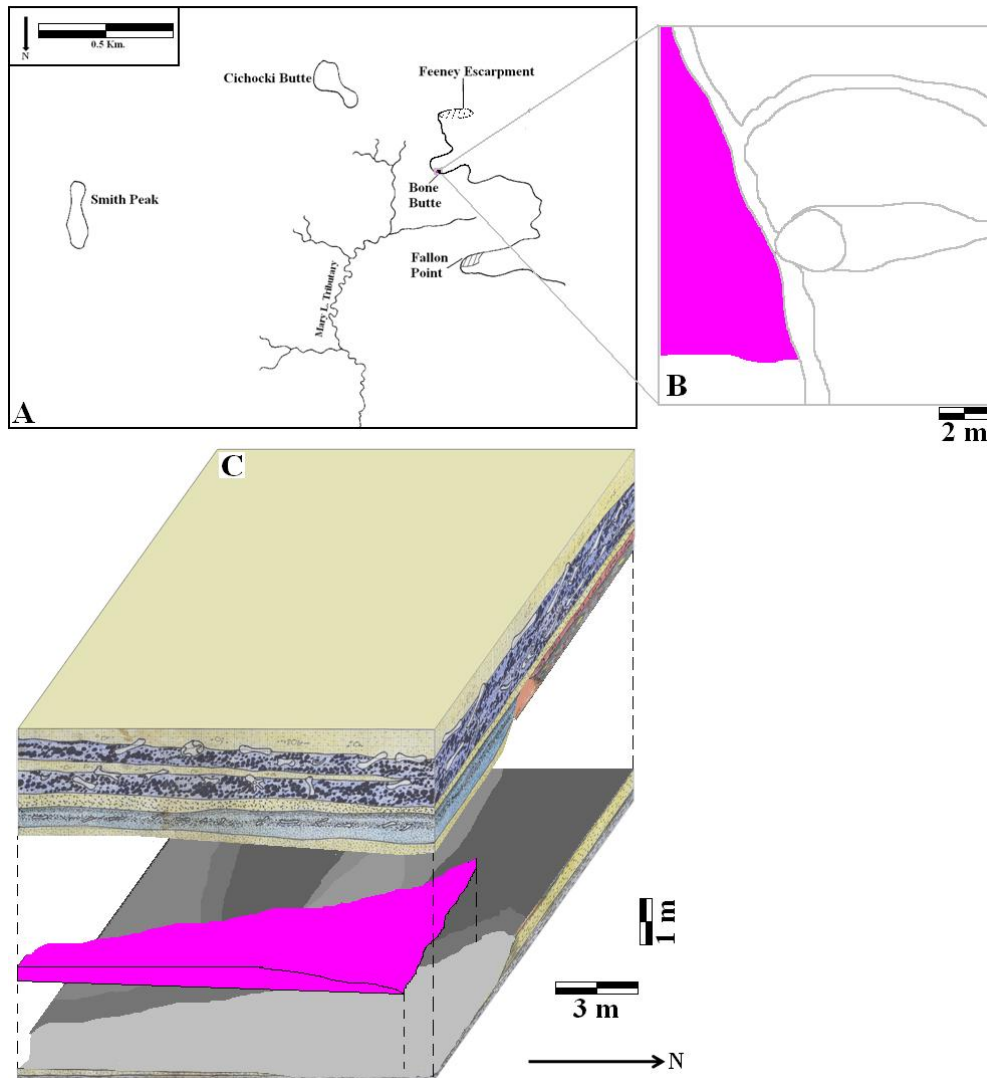 N
0.5 Km.
Cichocki Butte
Feeney Escarpment
Smith Peak
Bone
Butte
Fallon
Point
Mary L. Tributary
A
B
2 m
C
1 m
3 m
N